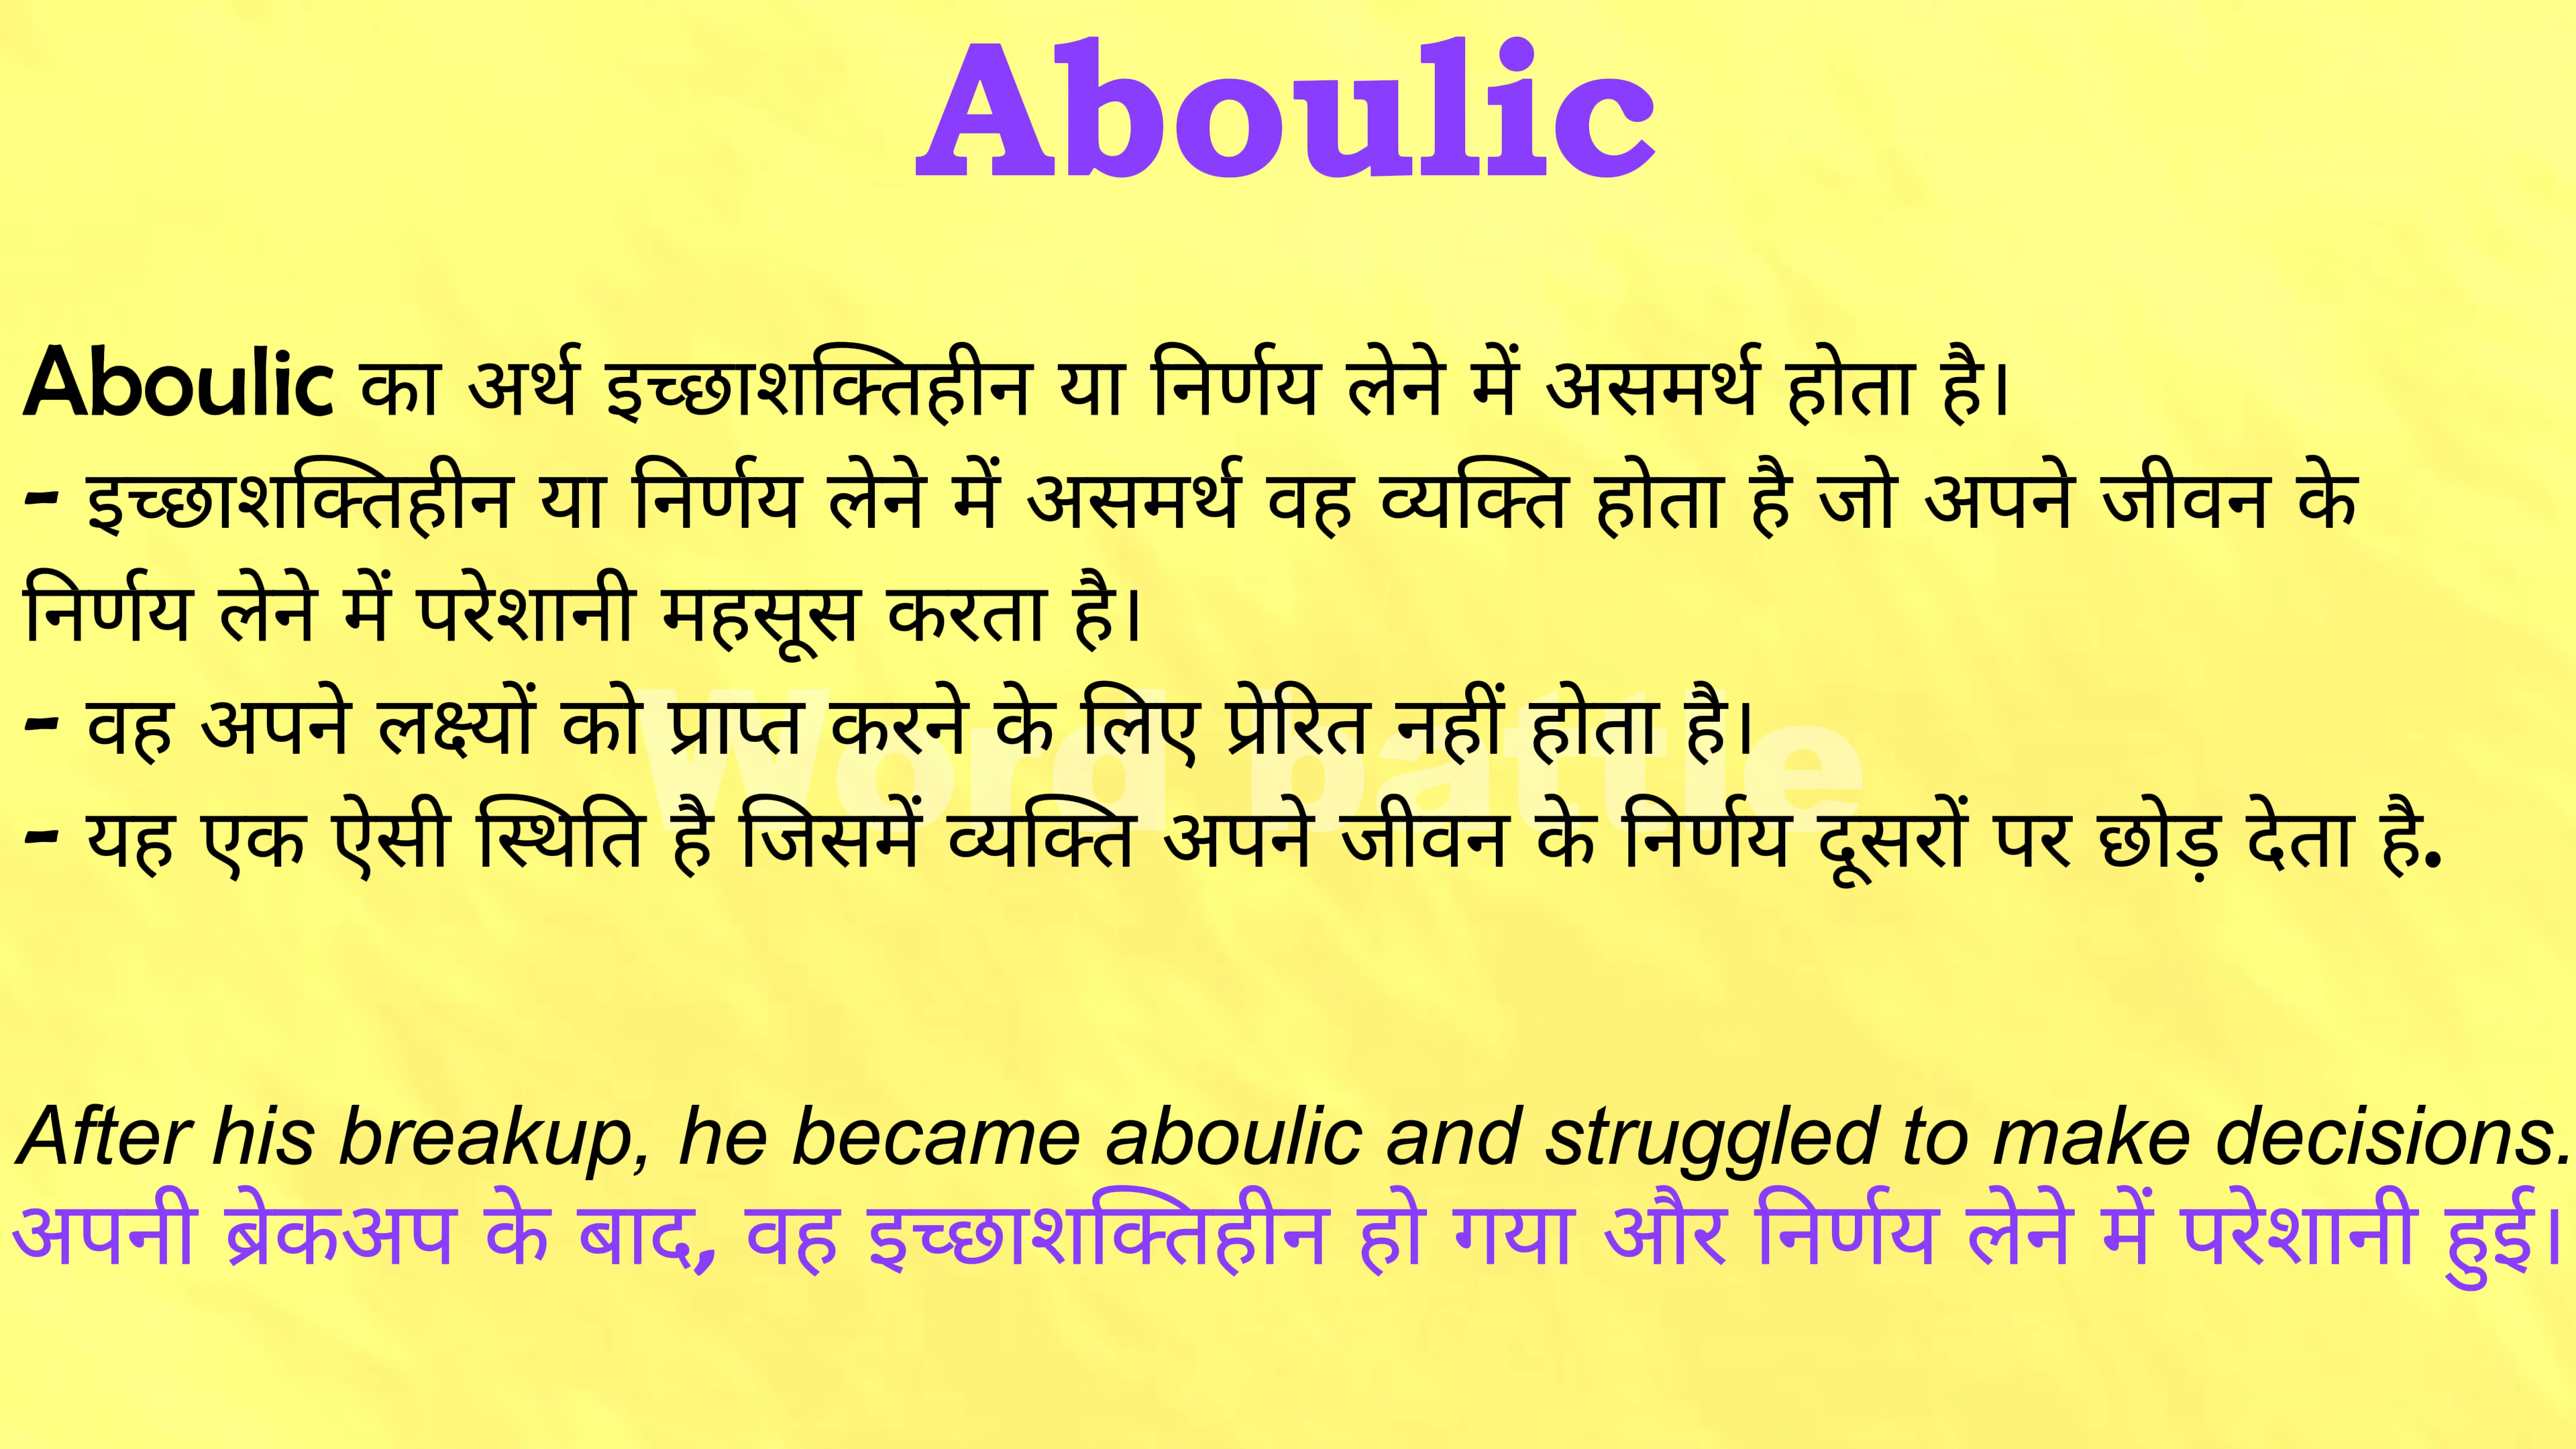 Aboulic
Aboulic का अर्थ इच्छाशक्तिहीन या निर्णय लेने में असमर्थ होता है।
- इच्छाशक्तिहीन या निर्णय लेने में असमर्थ वह व्यक्ति होता है जो अपने जीवन के
निर्णय लेने में परेशानी महसूस करता है।
- वह अपने लक्ष्यों को प्राप्त करने के लिए प्रेरित नहीं होता है।
Word battle
- यह एक ऐसी स्थिति है जिसमें व्यक्ति अपने जीवन के निर्णय दूसरों पर छोड़ देता है.
After his breakup, he became aboulic and struggled to make decisions.
अपनी ब्रेकअप के बाद, वह इच्छाशक्तिहीन हो गया और निर्णय लेने में परेशानी हुई।